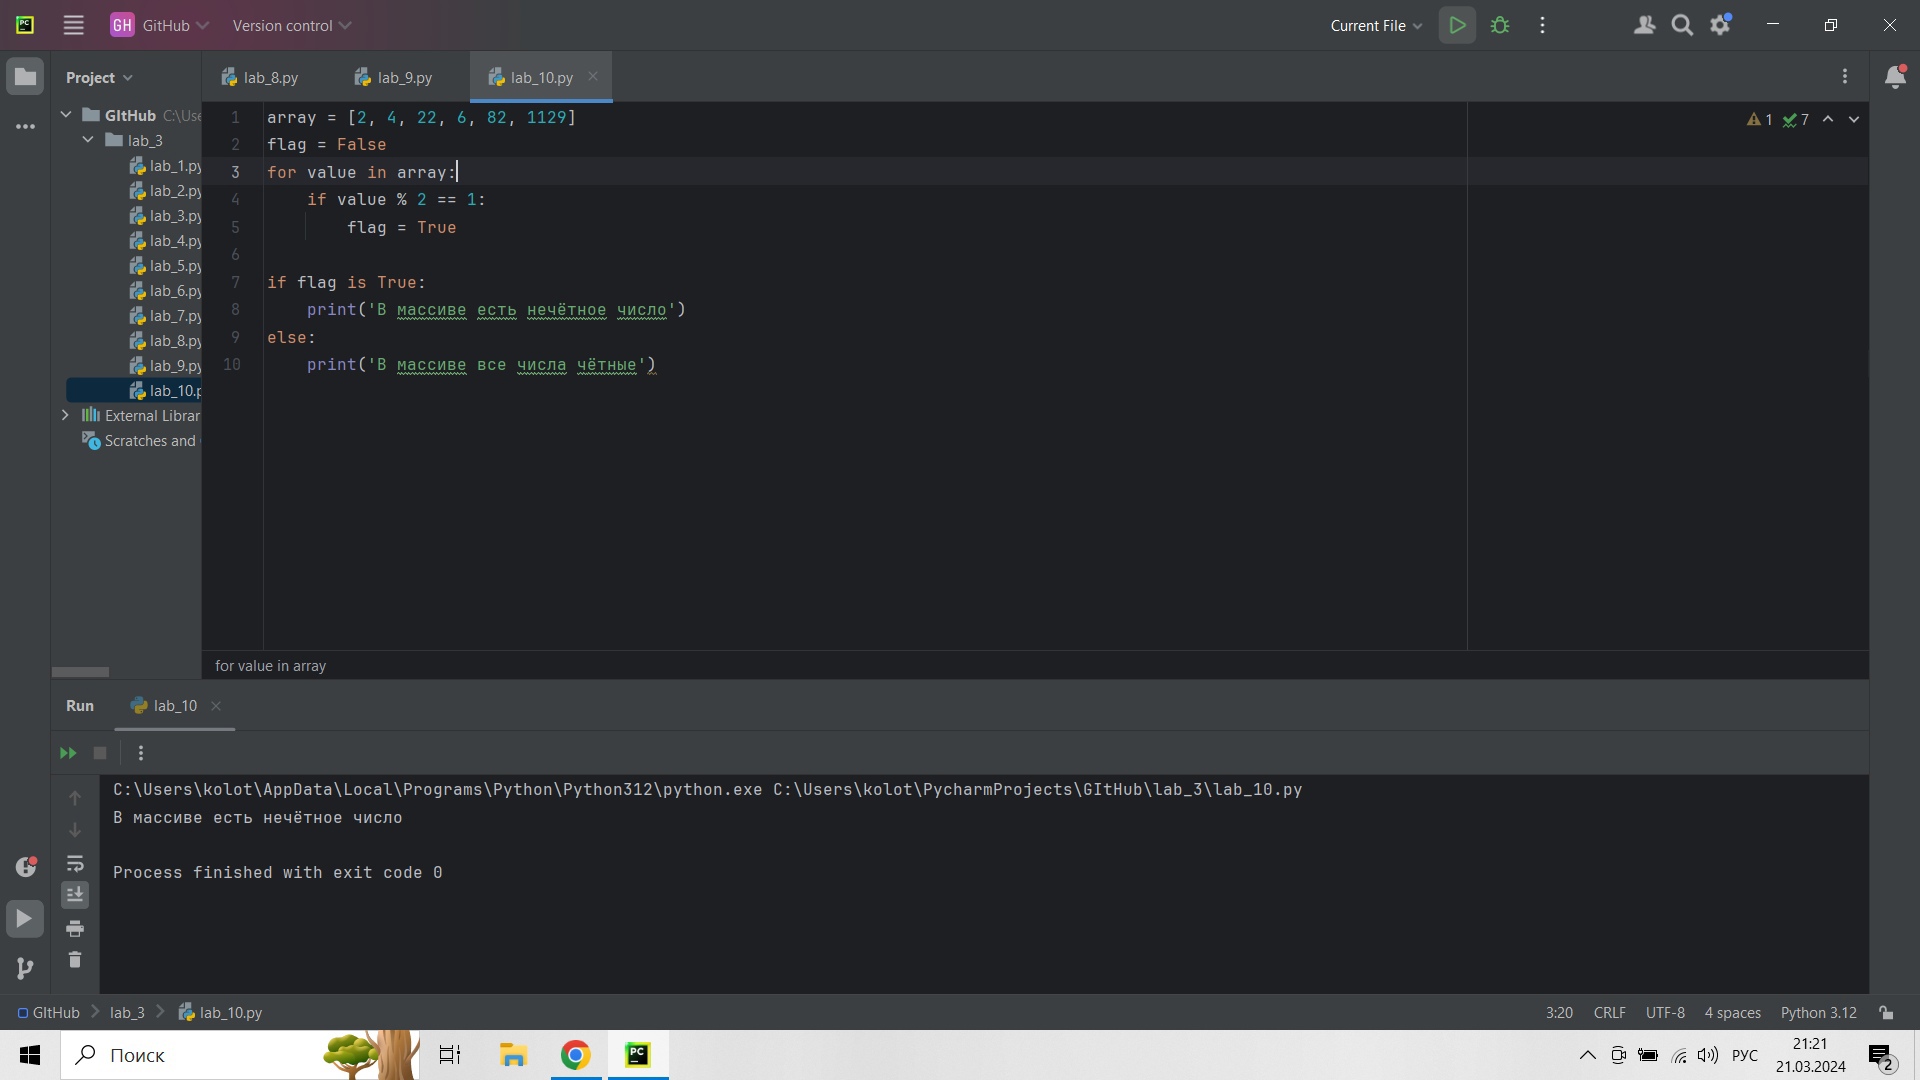 GH GitHub Version control Current File
Project
lab_8.py lab_9.py lab_10.py
GItHub C:\Use
lab_3
lab_1.py
lab_2.py
lab_3.py
lab_4.py
lab_5.py
lab_6.py
lab_7.py
lab_8.py
lab_9.py
lab_10.p
External Librar
Scratches and
1 array = [2, 4, 22, 6, 82, 1129]
2 flag = False
3 for value in array:
4 if value % 2 == 1:
5 flag = True
6
7 if flag is True:
8 print('В массиве есть нечётное число')
9 else:
10 print('В массиве все числа чётные')
1 7
for value in array
Run lab_10
C:\Users\kolot\AppData\Local\Programs\Python\Python312\python.exe C:\Users\kolot\PycharmProjects\GItHub\lab_3\lab_10.py
В массиве есть нечётное число
Process finished with exit code 0
GItHub lab_3 lab_10.py 3:20 CRLF UTF-8 4 spaces Python 3.12
Поиск
PC
РУС
21:21
21.03.2024
2